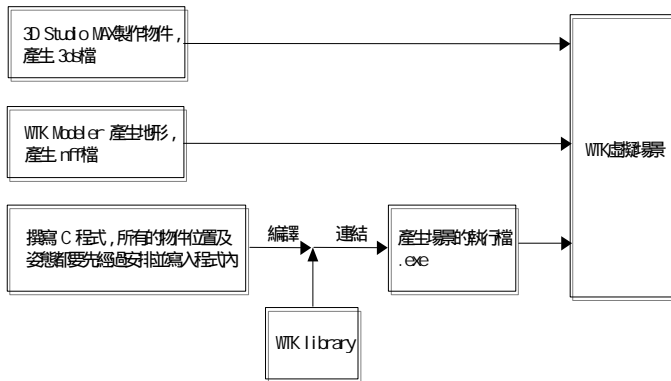 3D Studio MAX製作物件，
產生.3ds檔
WTK Modeler 產生地形，
產生.nff檔
WTK虛擬場景
撰寫 C 程式，所有的物件位置及
姿態都要先經過安排並寫入程式內
編譯
連結
產生場景的執行檔
.exe
WTK library